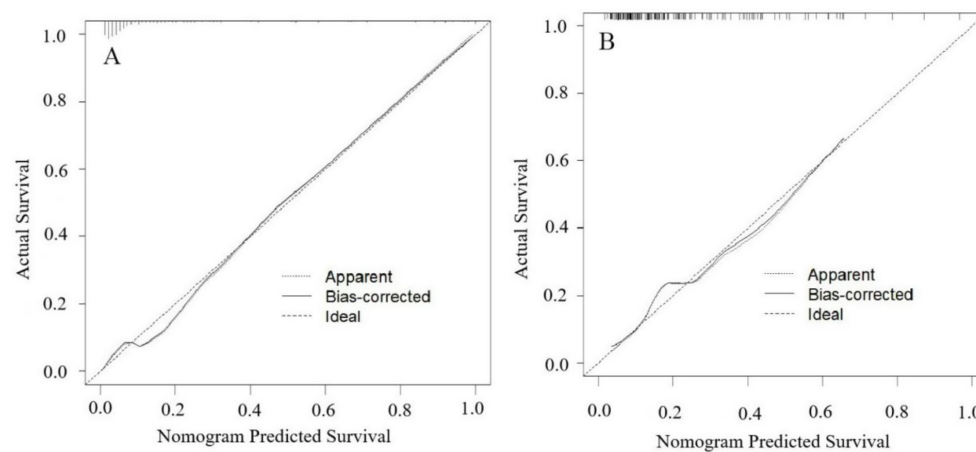 A
Actual Survival
1.0
0.8
0.6
0.4
0.2
0.0
Apparent
Bias-corrected
Ideal
0.0 0.2 0.4 0.6 0.8 1.0
Nomogram Predicted Survival
B
Actual Survival
1.0
0.8
0.6
0.4
0.2
0.0
Apparent
Bias-corrected
Ideal
0.0 0.2 0.4 0.6 0.8 1.0
Nomogram Predicted Survival